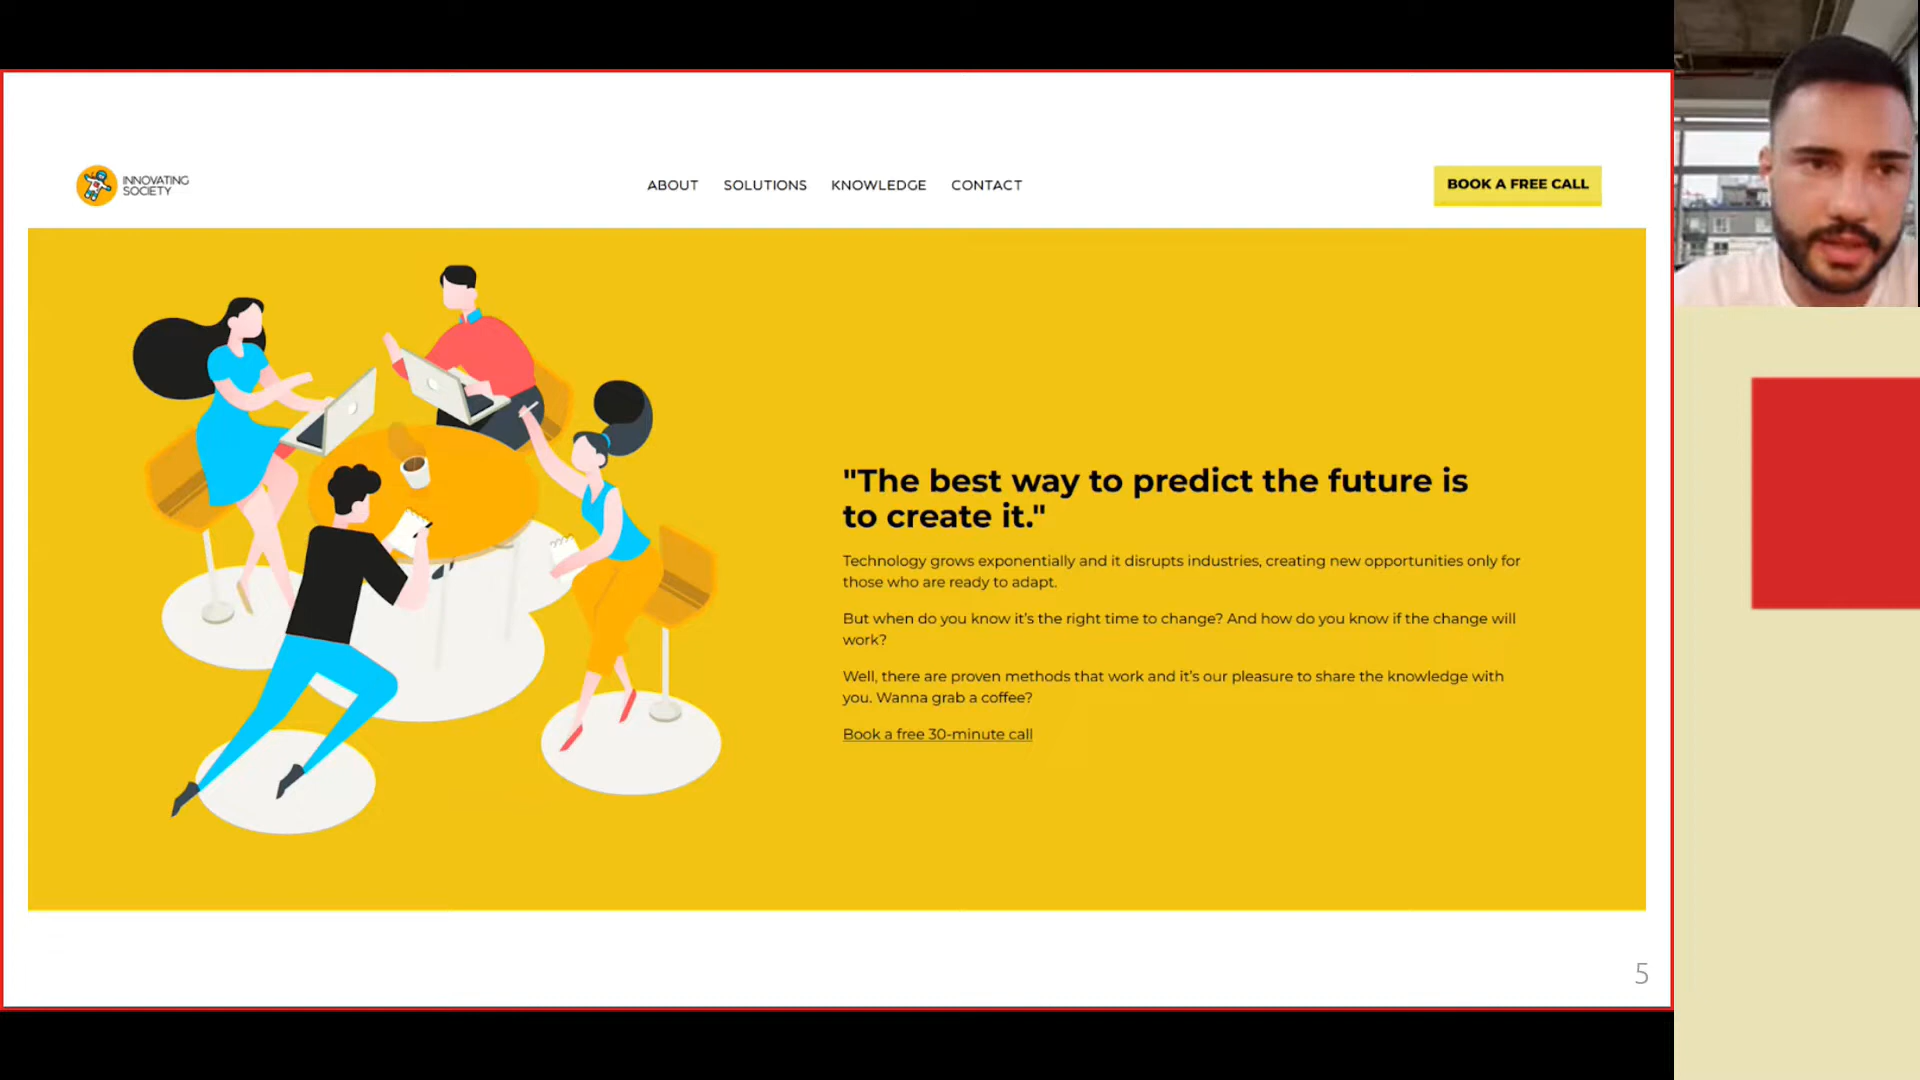 INNOVATING
SOCIETY
ABOUT SOLUTIONS KNOWLEDGE CONTACT
BOOK A FREE CALL
"The best way to predict the future is
to create it."
Technology grows exponentially and it disrupts industries, creating new opportunities only for
those who are ready to adapt.
But when do you know it’s the right time to change? And how do you know if the change will
work?
Well, there are proven methods that work and it’s our pleasure to share the knowledge with
you. Wanna grab a coffee?
Book a free 30-minute call
5